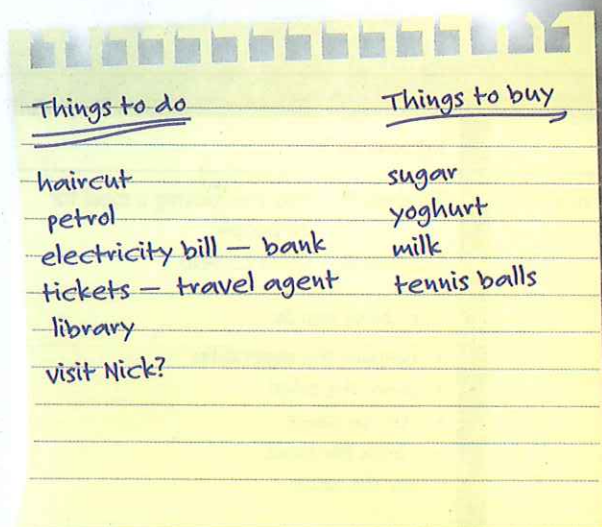 Things to do
haircut
petrol
electricity bill — bank
tickets — travel agent
library
visit Nick?
Things to buy
sugar
yoghurt
milk
tennis balls